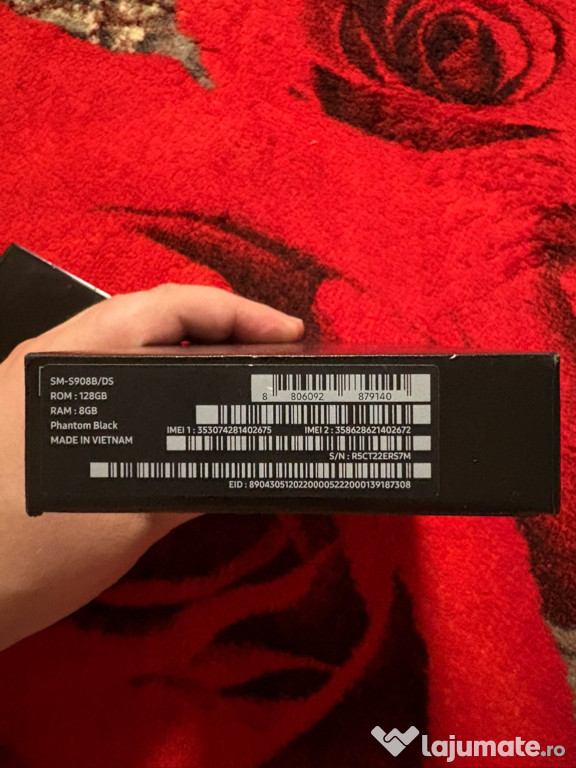 SM-S908B/DS
ROM : 128GB
RAM : 8GB
Phantom Black
MADE IN VIETNAM
8 806092 879140
IMEI 1 : 353074281402675 IMEI 2 : 358628621402672
S/N : R5CT22ERS7M
EID : 89043051202200005222000139187308
lajumate.ro